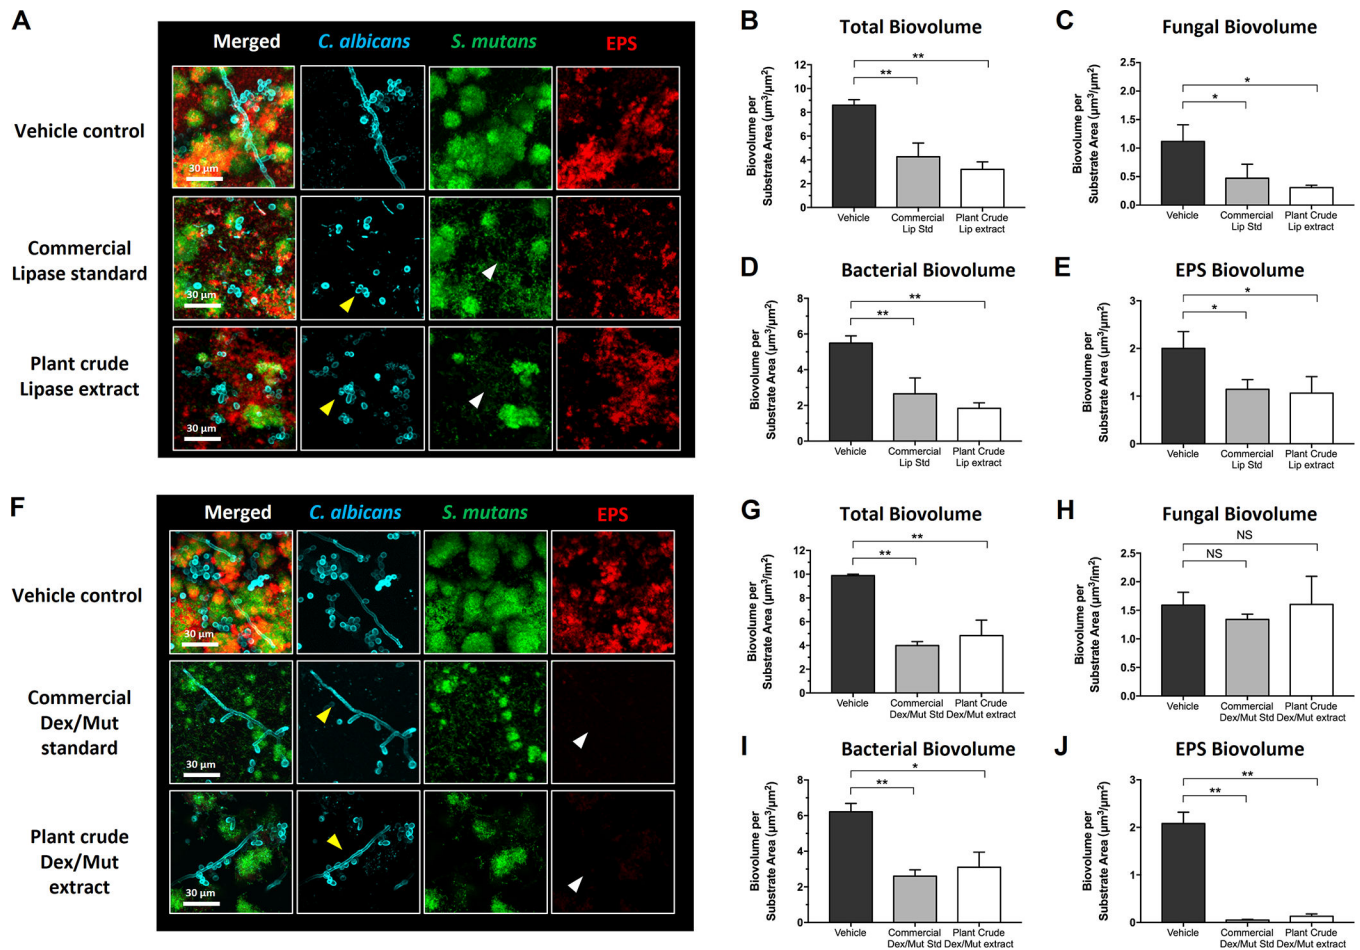 A
Merged C. albicans S. mutans EPS
Vehicle control
30 µm
Commercial
Lipase standard
30 µm
Plant crude
Lipase extract
30 µm
B
Total Biovolume
Biovolume per
Substrate Area (µm³/µm²)
12
10
8
6
4
2
0
**
**
Vehicle
Commercial
Lip Std
Plant Crude
Lip extract
C
Fungal Biovolume
Biovolume per
Substrate Area (µm³/µm²)
2.5
2.0
1.5
1.0
0.5
0.0
*
*
Vehicle
Commercial
Lip Std
Plant Crude
Lip extract
D
Bacterial Biovolume
Biovolume per
Substrate Area (µm³/µm²)
8
6
4
2
0
**
**
Vehicle
Commercial
Lip Std
Plant Crude
Lip extract
E
EPS Biovolume
Biovolume per
Substrate Area (µm³/µm²)
3
2
1
0
*
*
Vehicle
Commercial
Lip Std
Plant Crude
Lip extract
F
Merged C. albicans S. mutans EPS
Vehicle control
30 µm
Commercial
Dex/Mut
standard
30 µm
Plant crude
Dex/Mut
extract
30 µm
G
Total Biovolume
Biovolume per
Substrate Area (µm³/im²)
12
10
8
6
4
2
0
**
**
Vehicle
Commercial
Dex/Mut Std
Plant Crude
Dex/Mut extract
H
Fungal Biovolume
Biovolume per
Substrate Area (µm³/im²)
2.5
2.0
1.5
1.0
0.5
0.0
NS
NS
Vehicle
Commercial
Dex/Mut Std
Plant Crude
Dex/Mut extract
I
Bacterial Biovolume
Biovolume per
Substrate Area (µm³/µm²)
8
6
4
2
0
*
**
Vehicle
Commercial
Dex/Mut Std
Plant Crude
Dex/Mut extract
J
EPS Biovolume
Biovolume per
Substrate Area (µm³/µm²)
3
2
1
0
**
**
Vehicle
Commercial
Dex/Mut Std
Plant Crude
Dex/Mut extract